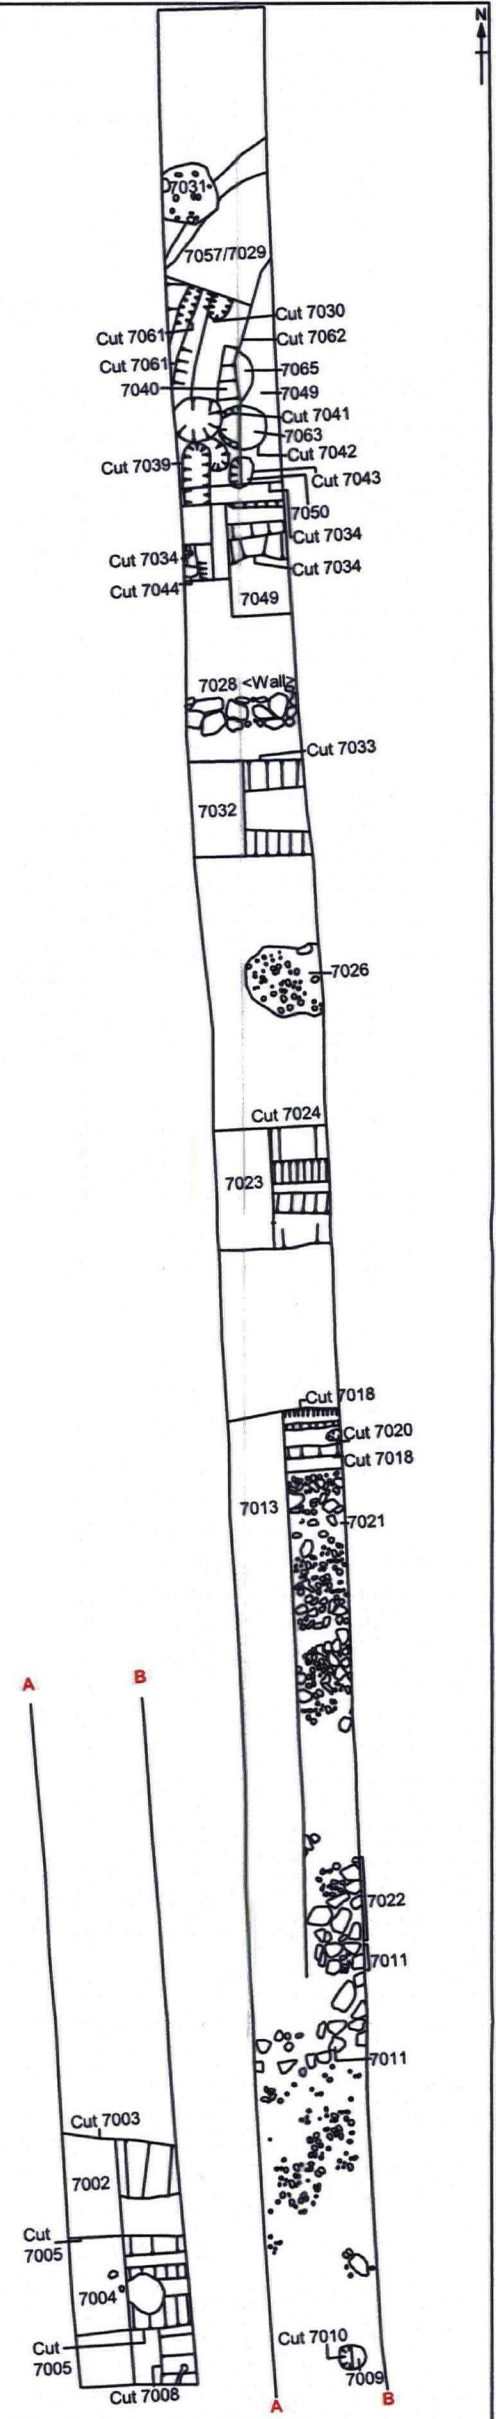 N
7031
7057/7029
Cut 7030
Cut 7061
Cut 7062
Cut 7061
7065
7040
7049
Cut 7041
7063
Cut 7042
Cut 7039
Cut 7043
7050
Cut 7034
Cut 7034
Cut 7034
Cut 7044
7049
7028 <Wall>
Cut 7033
7032
7026
Cut 7024
7023
Cut 7018
Cut 7020
Cut 7018
7013
7021
A
B
7022
7011
7011
Cut 7003
7002
Cut
7005
7004
Cut
7005
Cut 7008
Cut 7010
7009
A
B